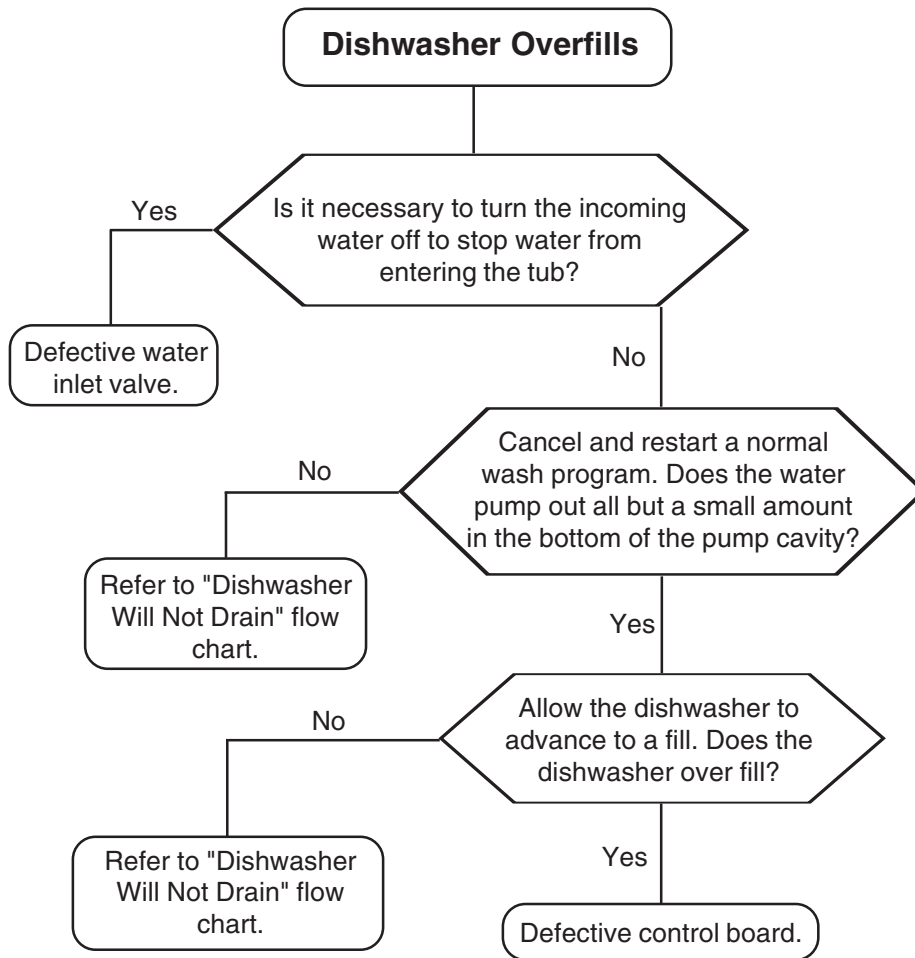 Dishwasher Overfills
Is it necessary to turn the incoming
water off to stop water from
entering the tub?
Yes
Defective water
inlet valve.
No
Cancel and restart a normal
wash program. Does the water
pump out all but a small amount
in the bottom of the pump cavity?
No
Refer to "Dishwasher
Will Not Drain" flow
chart.
Yes
Allow the dishwasher to
advance to a fill. Does the
dishwasher over fill?
No
Refer to "Dishwasher
Will Not Drain" flow
chart.
Yes
Defective control board.